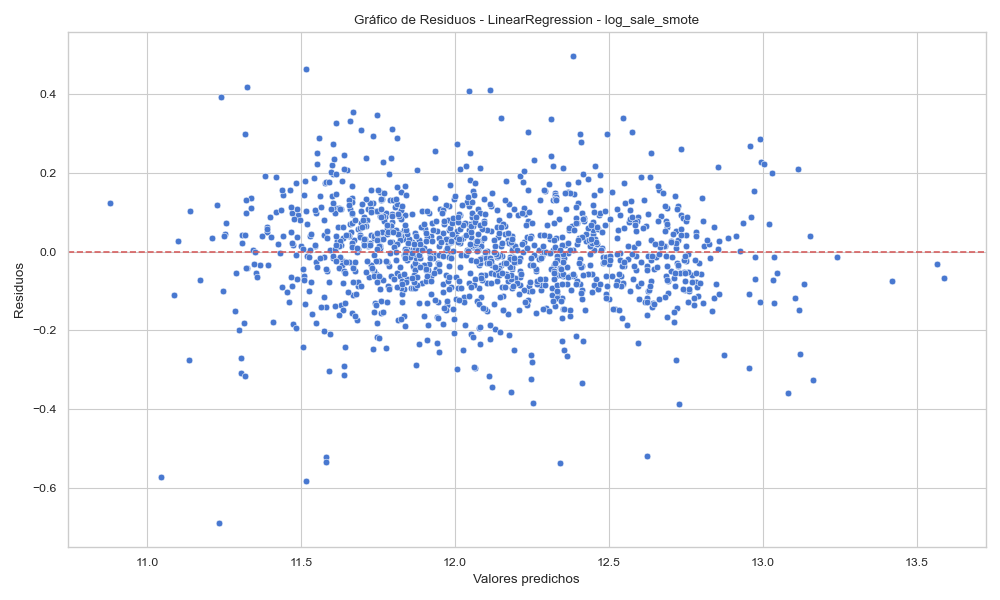 Gráfico de Residuos - LinearRegression - log_sale_smote
Residuos
0.4
0.2
0.0
−0.2
−0.4
−0.6
11.0 11.5 12.0 12.5 13.0 13.5
Valores predichos